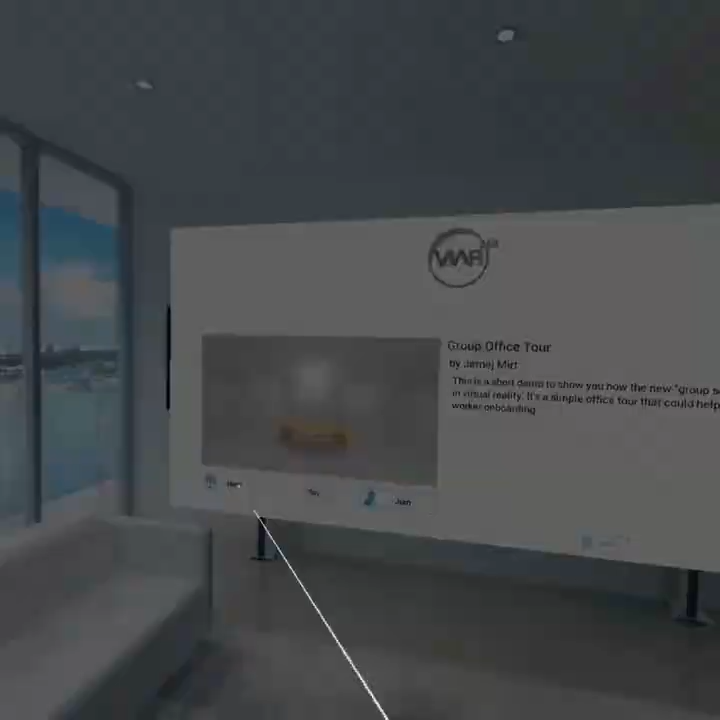 VIAR
Group Office Tour
by Jernej Mirt
This is a short demo to show you how the new "group s
in virtual reality. It's a simple office tour that could help
worker onboarding
Join